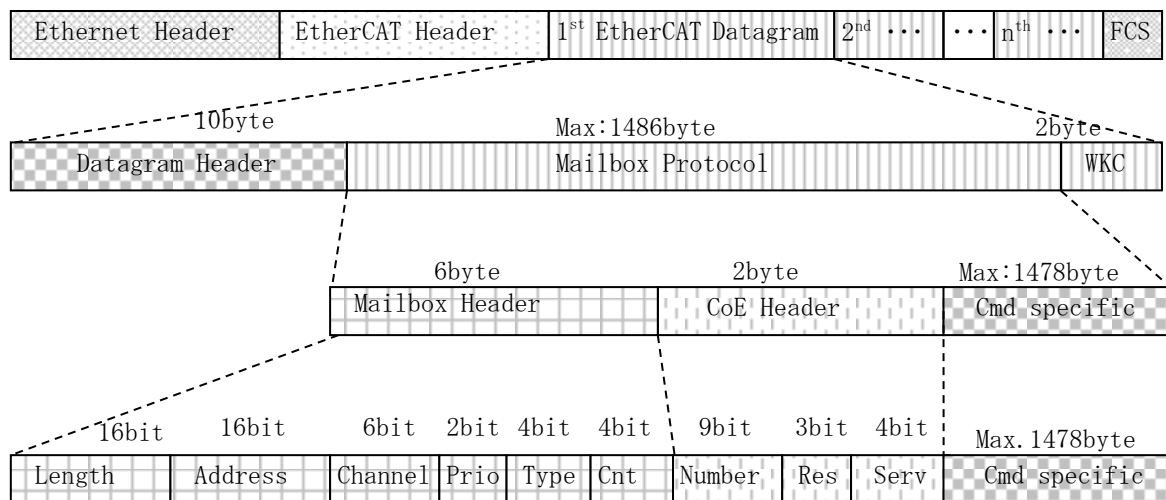 Ethernet Header EtherCAT Header 1st EtherCAT Datagram 2nd ··· ··· nth ··· FCS
10byte Max:1486byte 2byte
Datagram Header Mailbox Protocol WKC
6byte 2byte Max:1478byte
Mailbox Header CoE Header Cmd specific
16bit 16bit 6bit 2bit 4bit 4bit 9bit 3bit 4bit Max.1478byte
Length Address Channel Prio Type Cnt Number Res Serv Cmd specific